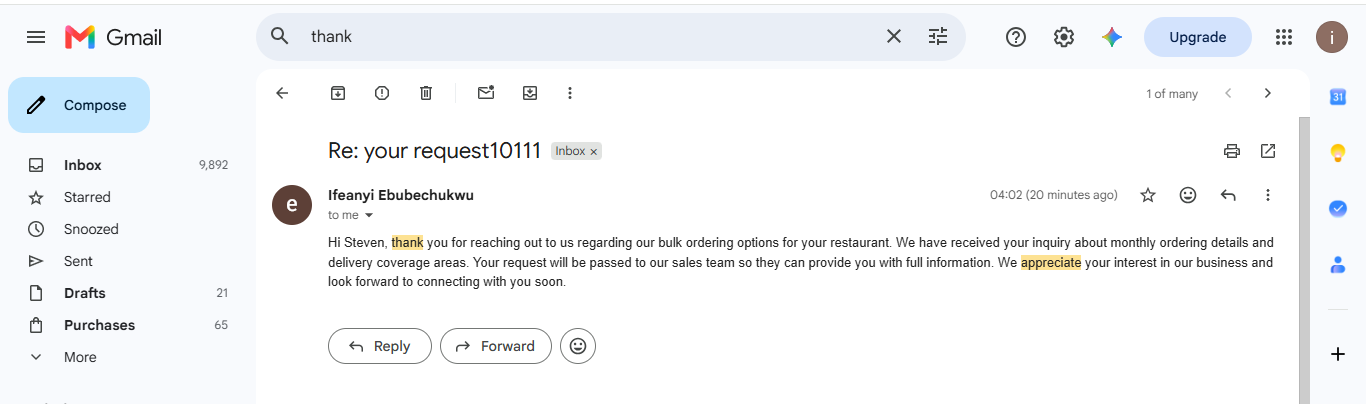 Gmail
thank
Upgrade
i
Compose
1 of many
31
Inbox 9,892
Starred
Snoozed
Sent
Drafts 21
Purchases 65
More
Re: your request10111 Inbox ×
e
Ifeanyi Ebubechukwu 04:02 (20 minutes ago)
to me
Hi Steven, thank you for reaching out to us regarding our bulk ordering options for your restaurant. We have received your inquiry about monthly ordering details and
delivery coverage areas. Your request will be passed to our sales team so they can provide you with full information. We appreciate your interest in our business and
look forward to connecting with you soon.
Reply Forward